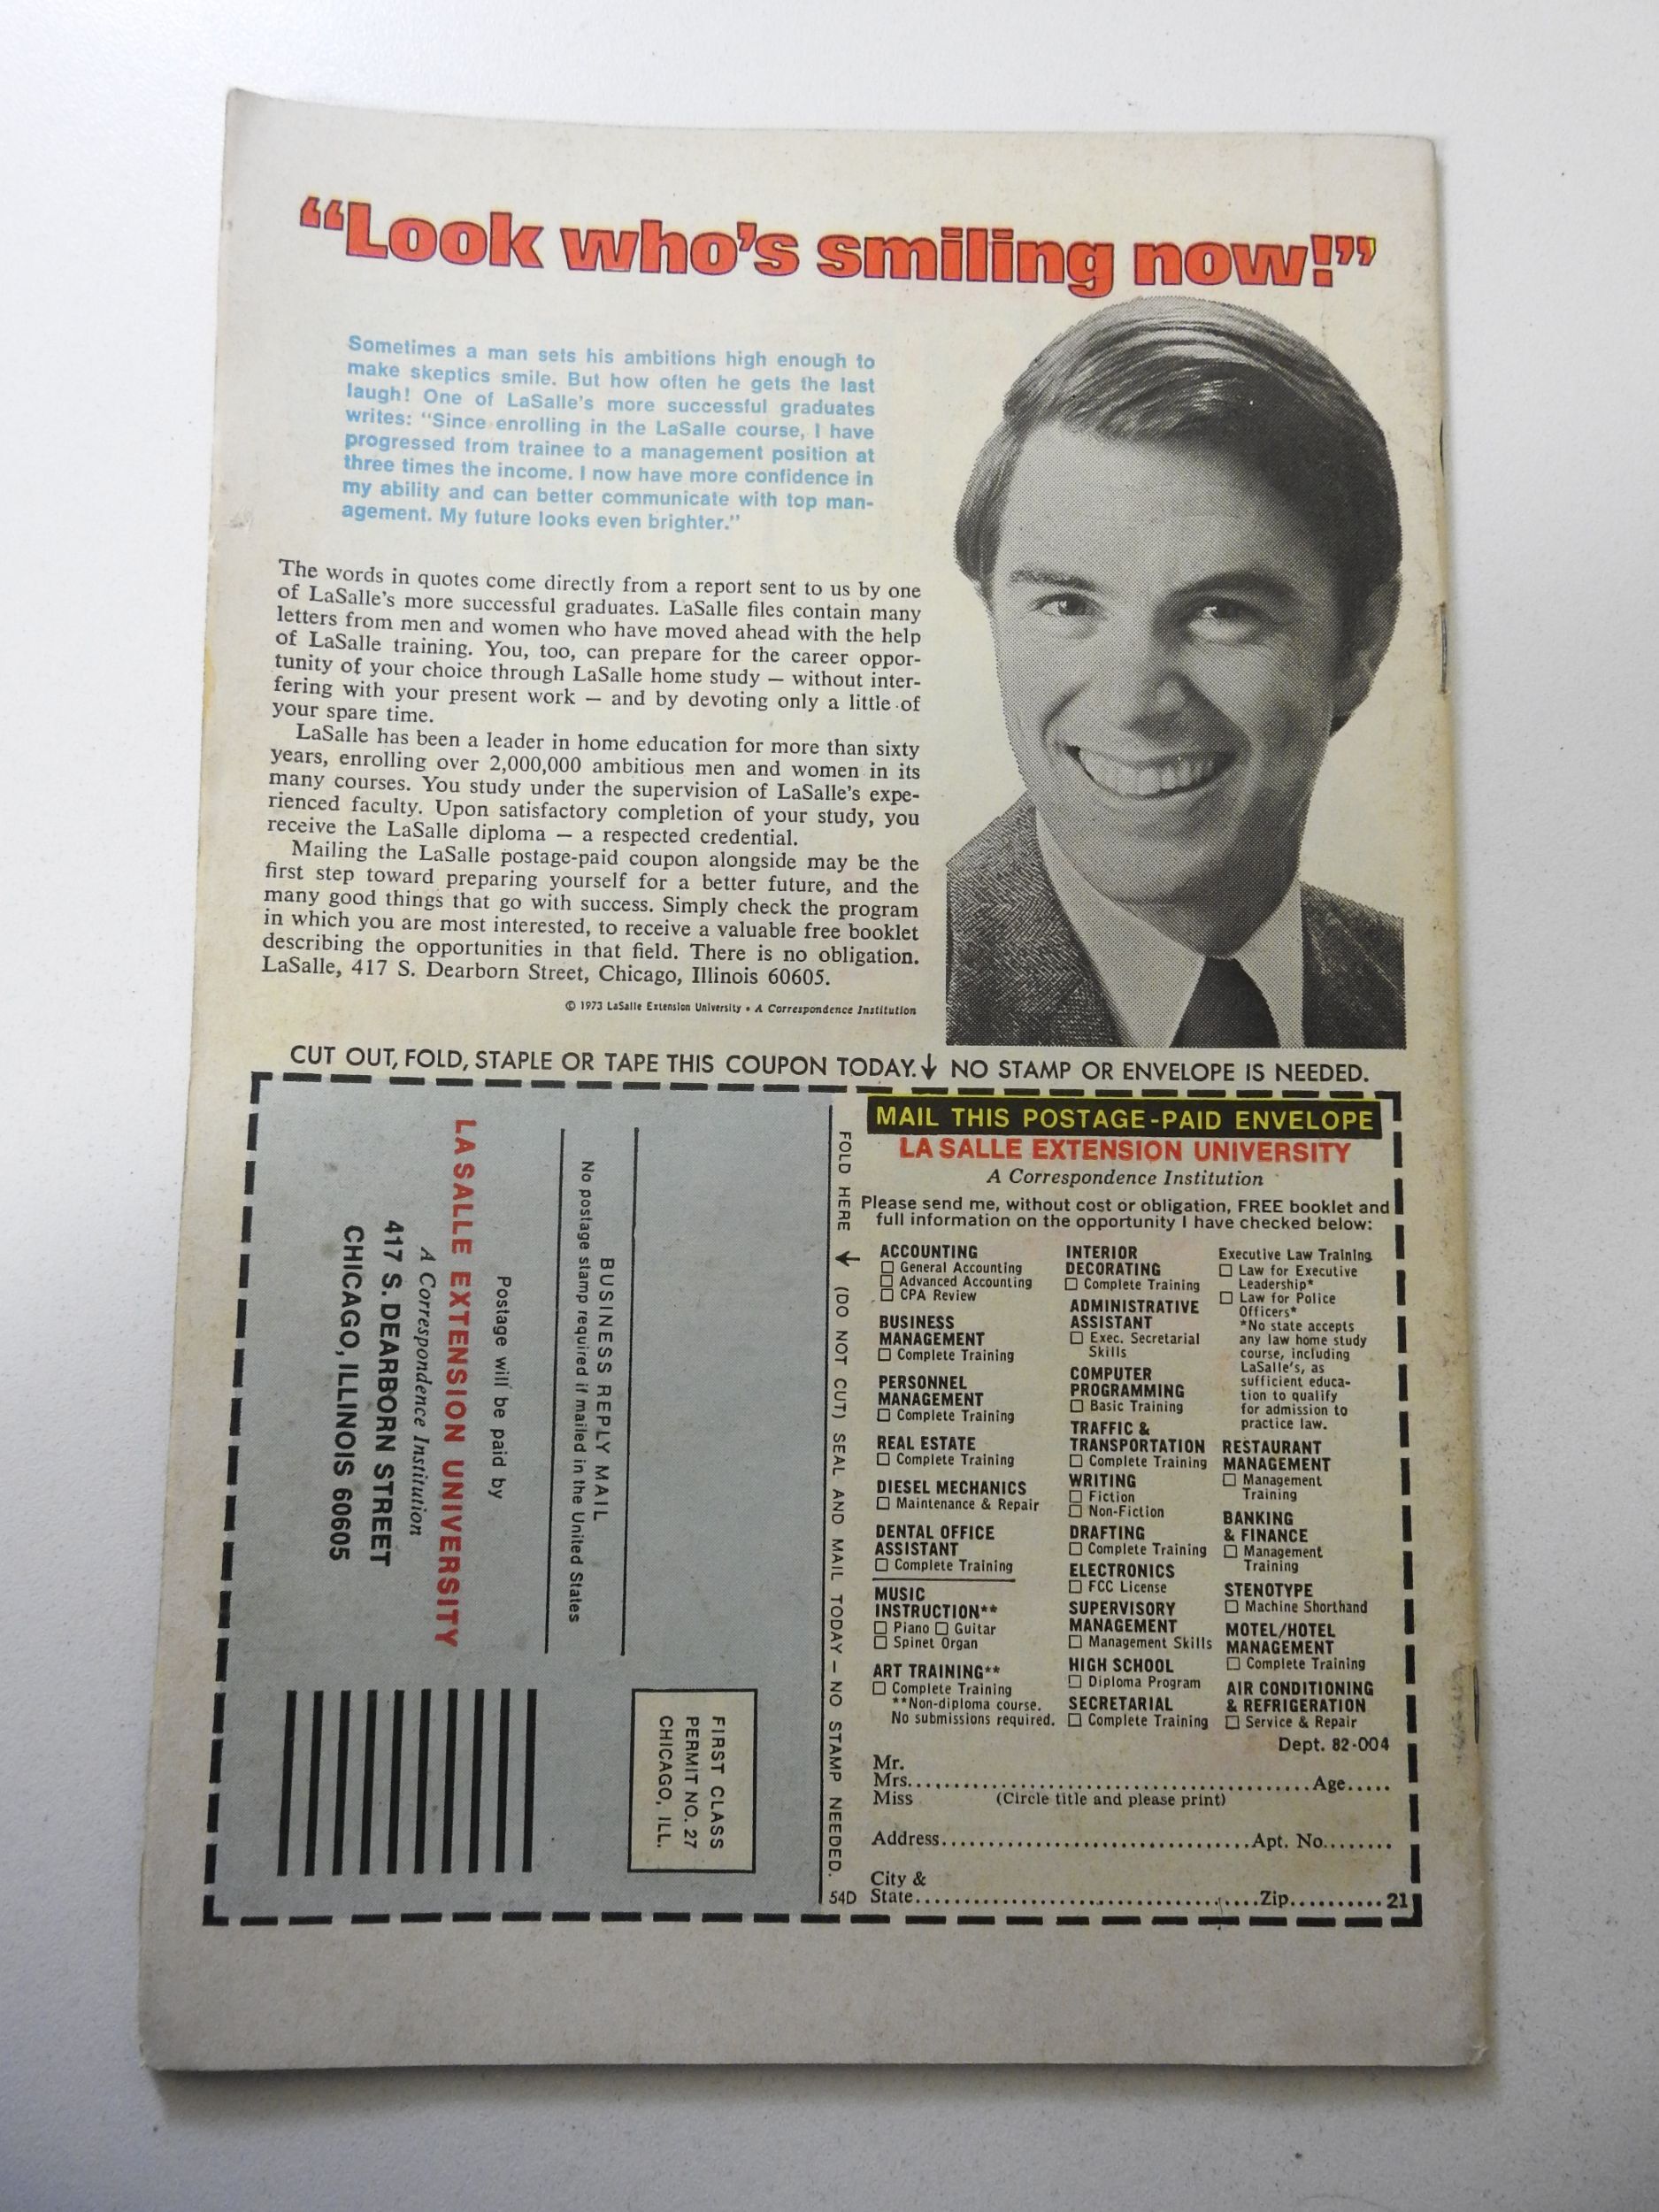 “Look who’s smiling now!”
Sometimes a man sets his ambitions high enough to
make skeptics smile. But how often he gets the last
laugh! One of LaSalle’s more successful graduates
writes: “Since enrolling in the LaSalle course, I have
progressed from trainee to a management position at
three times the income. I now have more confidence in
my ability and can better communicate with top man-
agement. My future looks even brighter.”
The words in quotes come directly from a report sent to us by one
of LaSalle’s more successful graduates. LaSalle files contain many
letters from men and women who have moved ahead with the help
of LaSalle training. You, too, can prepare for the career oppor-
tunity of your choice through LaSalle home study — without inter-
fering with your present work — and by devoting only a little of
your spare time.
LaSalle has been a leader in home education for more than sixty
years, enrolling over 2,000,000 ambitious men and women in its
many courses. You study under the supervision of LaSalle’s expe-
rienced faculty. Upon satisfactory completion of your study, you
receive the LaSalle diploma — a respected credential.
Mailing the LaSalle postage-paid coupon alongside may be the
first step toward preparing yourself for a better future, and the
many good things that go with success. Simply check the program
in which you are most interested, to receive a valuable free booklet
describing the opportunities in that field. There is no obligation.
LaSalle, 417 S. Dearborn Street, Chicago, Illinois 60605.
© 1973 LaSalle Extension University • A Correspondence Institution
CUT OUT, FOLD, STAPLE OR TAPE THIS COUPON TODAY. ↓ NO STAMP OR ENVELOPE IS NEEDED.
FIRST CLASS
PERMIT NO. 27
CHICAGO, ILL.
BUSINESS REPLY MAIL
No postage stamp required if mailed in the United States
Postage will be paid by
LA SALLE EXTENSION UNIVERSITY
A Correspondence Institution
417 S. DEARBORN STREET
CHICAGO, ILLINOIS 60605
FOLD HERE ↓ (DO NOT CUT) SEAL AND MAIL TODAY — NO STAMP NEEDED.
54D
MAIL THIS POSTAGE-PAID ENVELOPE
LA SALLE EXTENSION UNIVERSITY
A Correspondence Institution
Please send me, without cost or obligation, FREE booklet and
full information on the opportunity I have checked below:
ACCOUNTING
☐ General Accounting
☐ Advanced Accounting
☐ CPA Review
BUSINESS
MANAGEMENT
☐ Complete Training
PERSONNEL
MANAGEMENT
☐ Complete Training
REAL ESTATE
☐ Complete Training
DIESEL MECHANICS
☐ Maintenance & Repair
DENTAL OFFICE
ASSISTANT
☐ Complete Training
MUSIC
INSTRUCTION**
☐ Piano ☐ Guitar
☐ Spinet Organ
ART TRAINING**
☐ Complete Training
**Non-diploma course.
No submissions required.
INTERIOR
DECORATING
☐ Complete Training
ADMINISTRATIVE
ASSISTANT
☐ Exec. Secretarial
Skills
COMPUTER
PROGRAMMING
☐ Basic Training
TRAFFIC &
TRANSPORTATION
☐ Complete Training
WRITING
☐ Fiction
☐ Non-Fiction
DRAFTING
☐ Complete Training
ELECTRONICS
☐ FCC License
SUPERVISORY
MANAGEMENT
☐ Management Skills
HIGH SCHOOL
☐ Diploma Program
SECRETARIAL
☐ Complete Training
Executive Law Training
☐ Law for Executive
Leadership*
☐ Law for Police
Officers*
*No state accepts
any law home study
course, including
LaSalle’s, as
sufficient educa-
tion to qualify
for admission to
practice law.
RESTAURANT
MANAGEMENT
☐ Management
Training
BANKING
& FINANCE
☐ Management
Training
STENOTYPE
☐ Machine Shorthand
MOTEL/HOTEL
MANAGEMENT
☐ Complete Training
AIR CONDITIONING
& REFRIGERATION
☐ Service & Repair
Dept. 82-004
Mr.
Mrs. Age
Miss (Circle title and please print)
Address Apt. No.
City &
State Zip 21